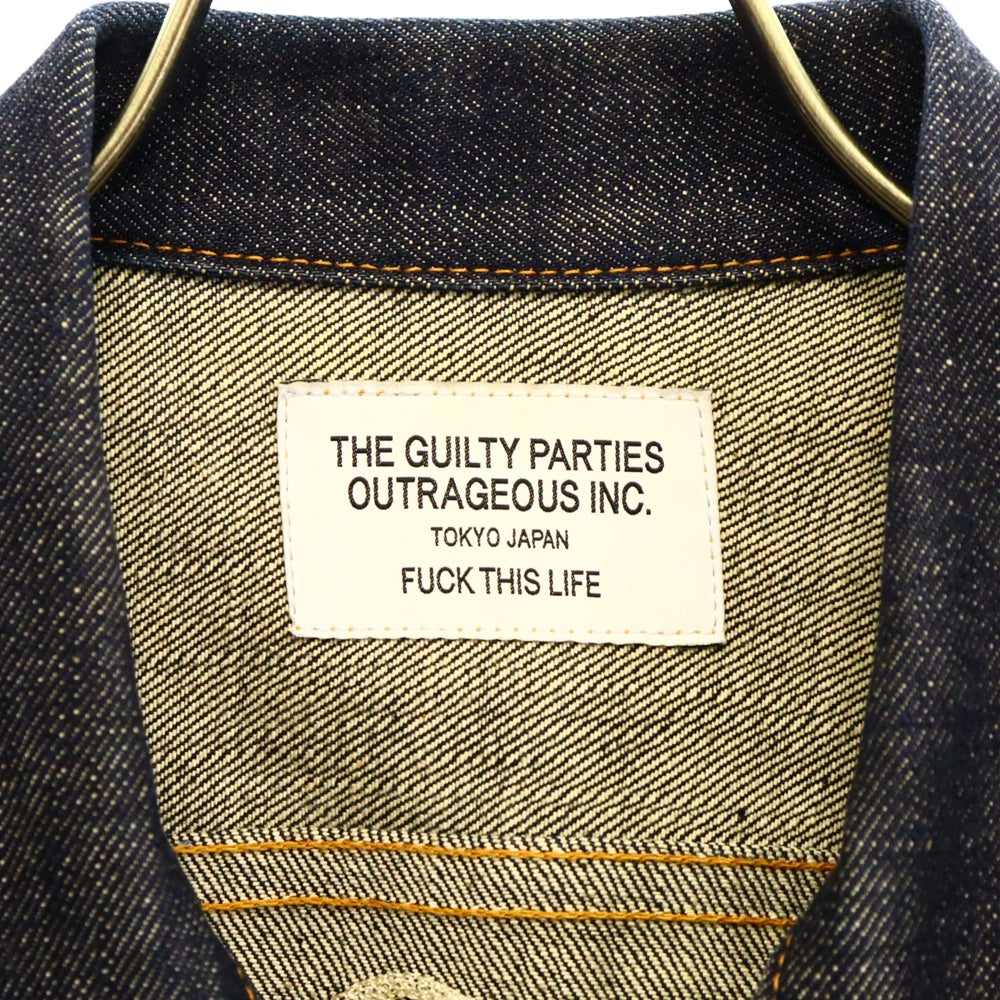 THE GUILTY PARTIES
OUTRAGEOUS INC.
TOKYO JAPAN
FUCK THIS LIFE